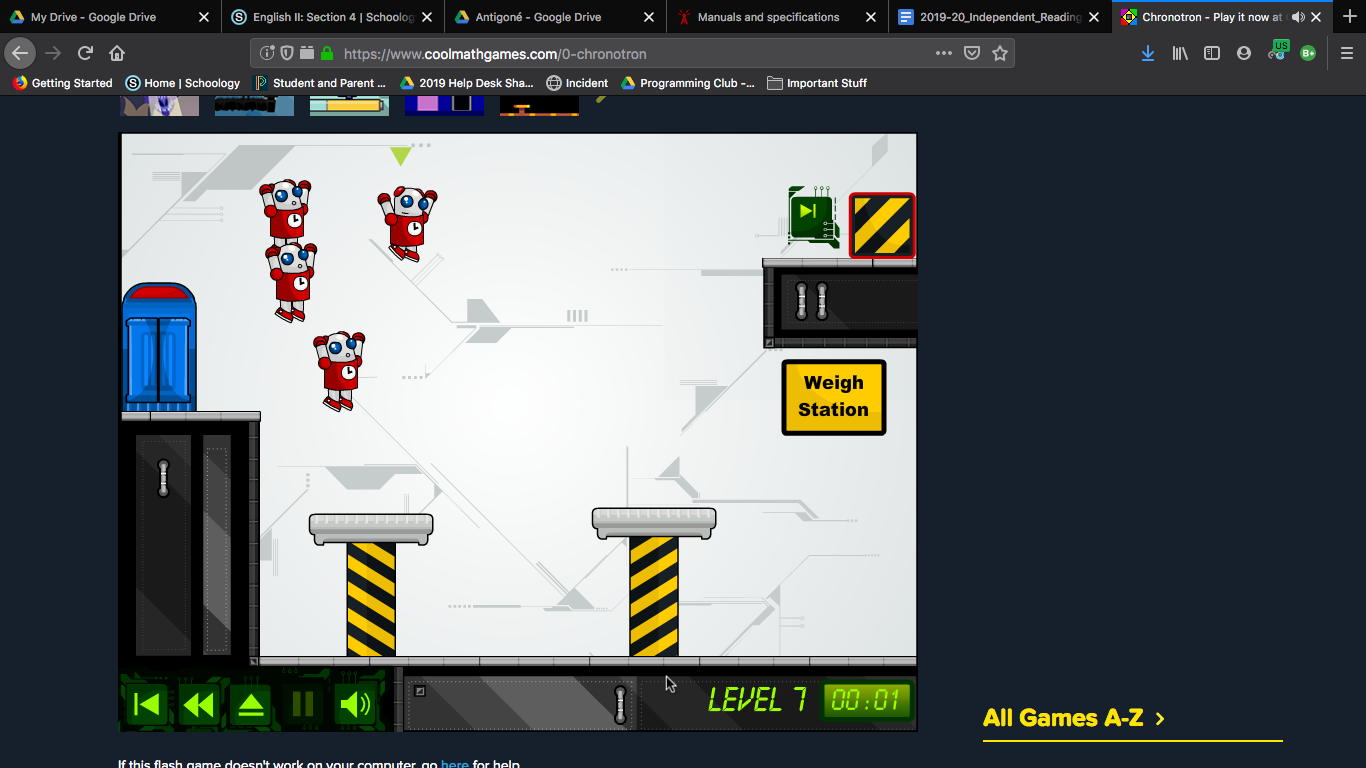 My Drive - Google Drive
English II: Section 4 | Schoolog
Antigoné - Google Drive
Manuals and specifications
2019-20_Independent_Reading
Chronotron - Play it now at
https://www.coolmathgames.com/0-chronotron
US
B+
Getting Started
Home | Schoology
Student and Parent ...
2019 Help Desk Sha...
Incident
Programming Club -...
Important Stuff
Weigh
Station
LEVEL 7
00:01
All Games A-Z >
If this flash game doesn't work on your computer, go here for help.